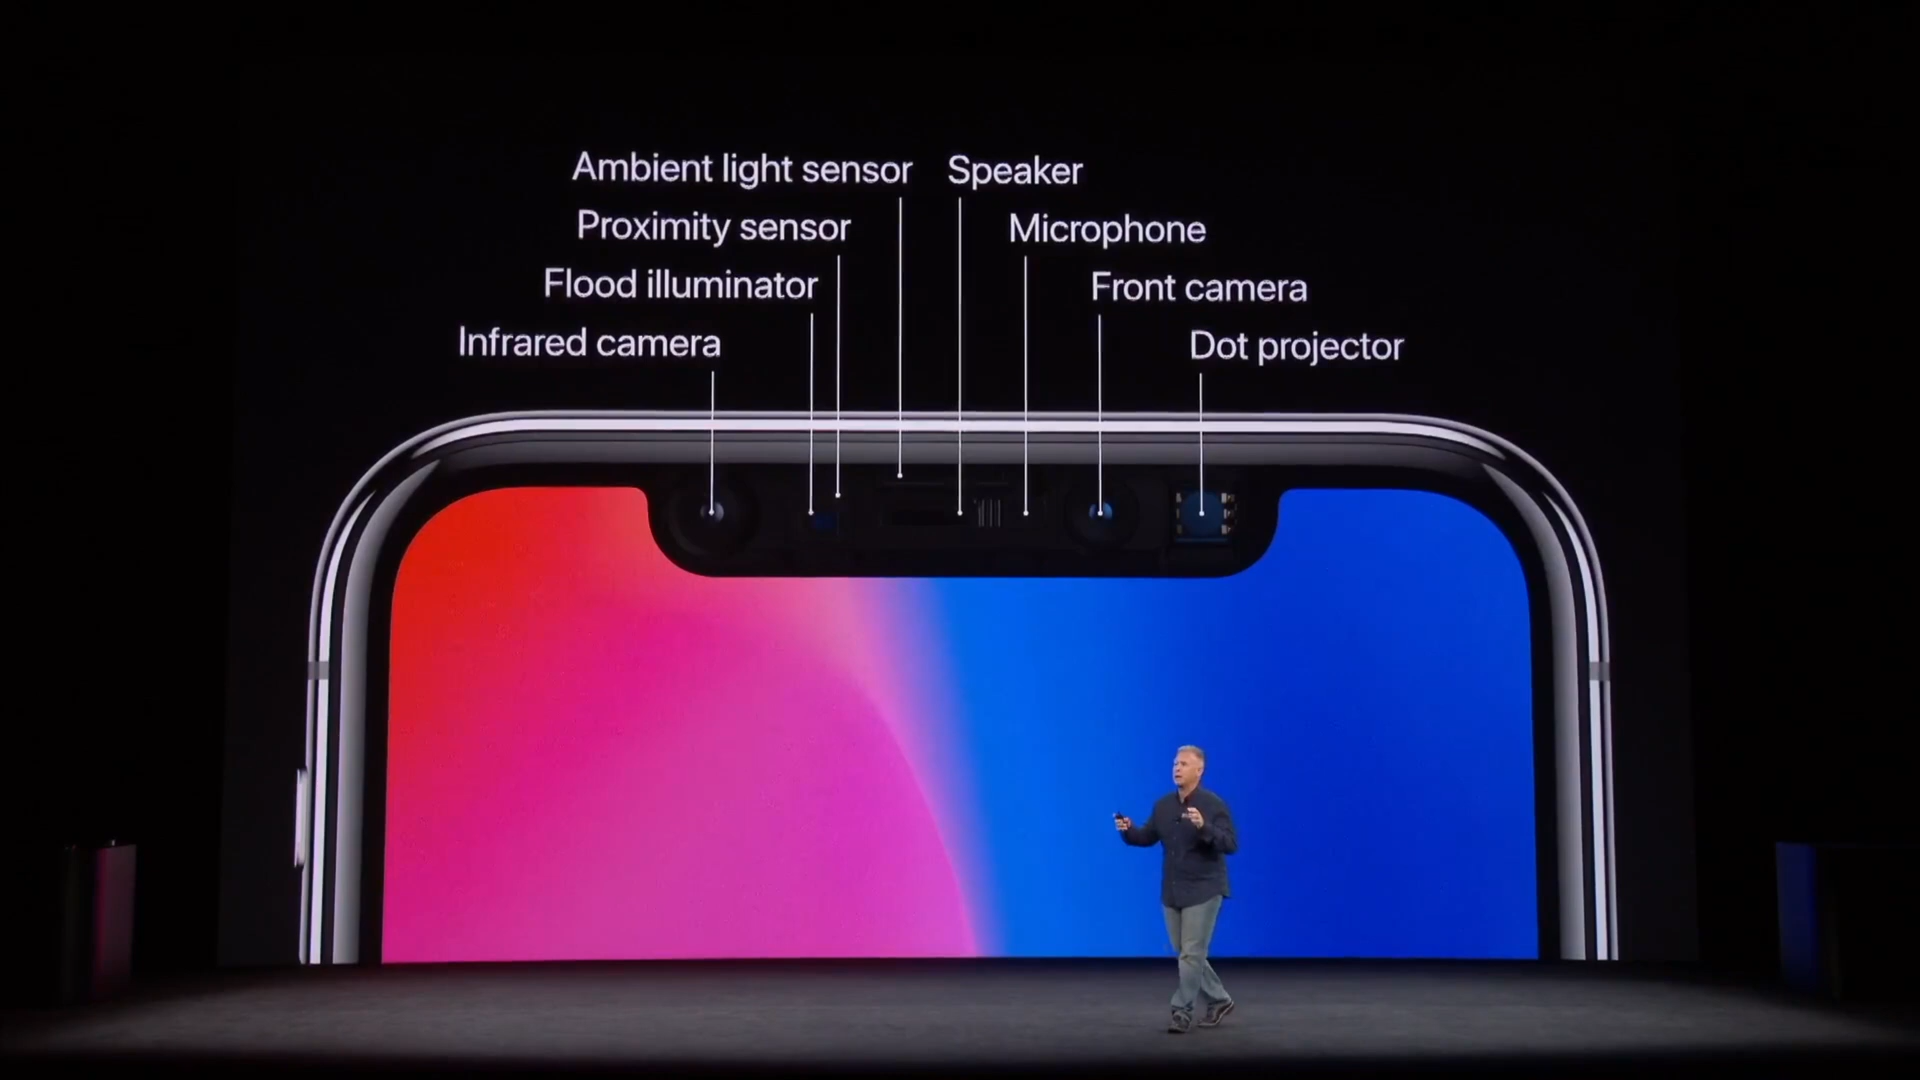 Ambient light sensor
Speaker
Proximity sensor
Microphone
Flood illuminator
Front camera
Infrared camera
Dot projector